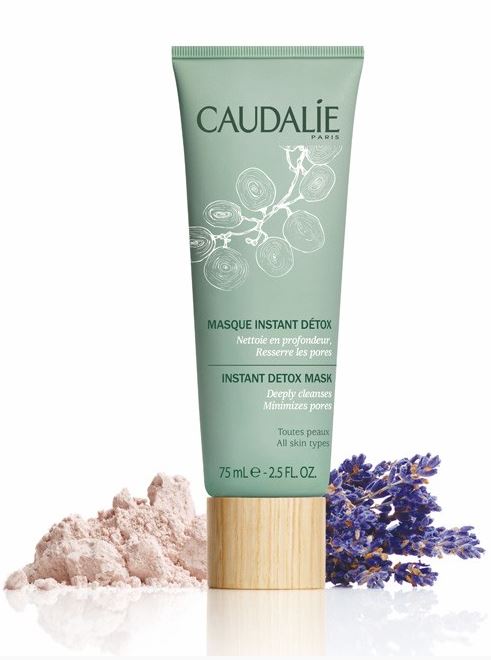 CAUDALÍE
PARIS
MASQUE INSTANT DÉTOX
Nettoie en profondeur,
Resserre les pores
INSTANT DETOX MASK
Deeply cleanses
Minimizes pores
Toutes peaux
All skin types
75 mL ℮ - 2.5 FL. OZ.